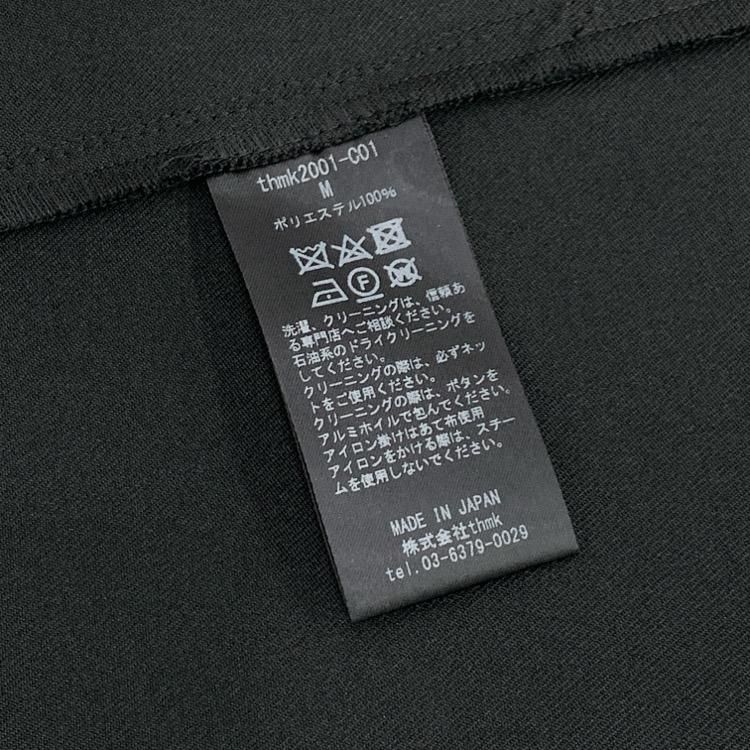 thmk2001-C01
M
ポリエステル100%
F
W
洗濯、クリーニングは、信頼あ
る専門店へご相談ください。
石油系のドライクリーニングを
してください。
クリーニングの際は、必ずネッ
トをご使用ください。
クリーニングの際は、ボタンを
アルミホイルで包んでください。
アイロン掛けはあて布使用
アイロンをかける際は、スチー
ムを使用しないでください。
MADE IN JAPAN
株式会社thmk
tel.03-6379-0029